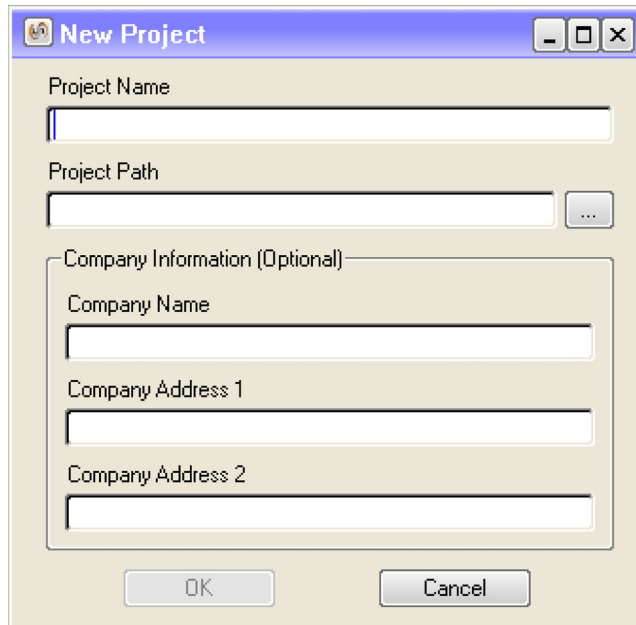 New Project
Project Name
Project Path
...
Company Information (Optional)
Company Name
Company Address 1
Company Address 2
OK Cancel